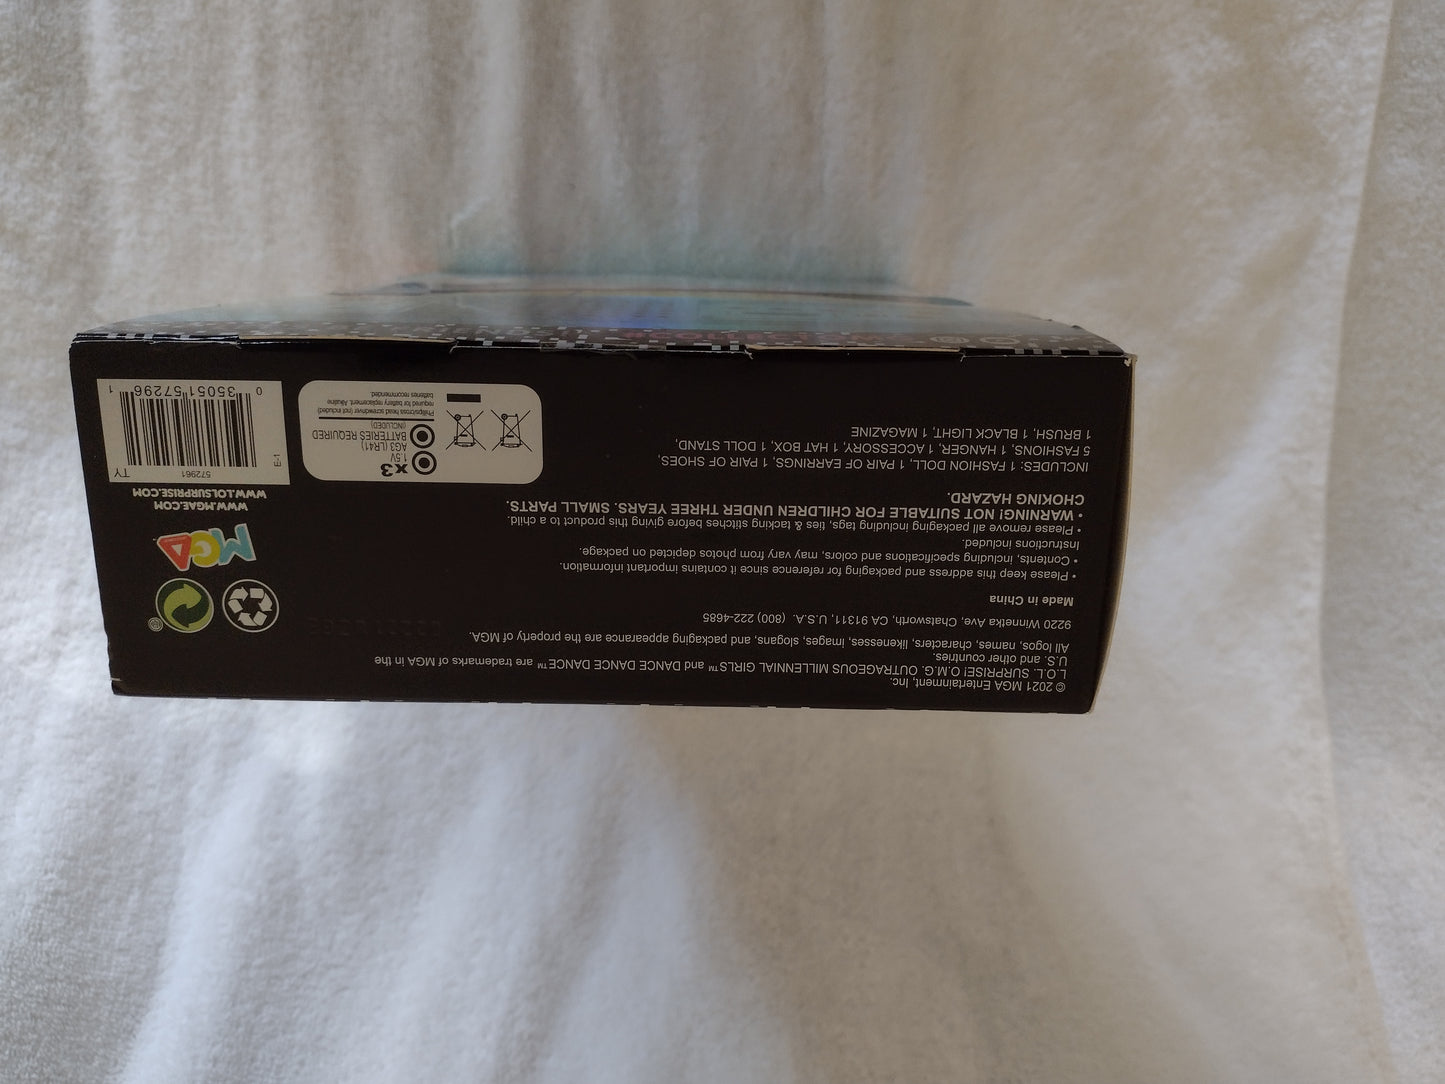 © 2021 MGA Entertainment, Inc.
L.O.L. SURPRISE! O.M.G. OUTRAGEOUS MILLENNIAL GIRLS™ and DANCE DANCE DANCE™ are trademarks of MGA in the
U.S. and other countries.
All logos, names, characters, likenesses, images, slogans, and packaging appearance are the property of MGA.
9220 Winnetka Ave, Chatsworth, CA 91311, U.S.A. (800) 222-4685
Made in China
• Please keep this address and packaging for reference since it contains important information.
• Contents, including specifications and colors, may vary from photos depicted on package.
Instructions included.
• Please remove all packaging including tags, ties & tacking stitches before giving this product to a child.
• WARNING! NOT SUITABLE FOR CHILDREN UNDER THREE YEARS. SMALL PARTS.
CHOKING HAZARD.
INCLUDES: 1 FASHION DOLL, 1 PAIR OF EARRINGS, 1 PAIR OF SHOES,
5 FASHIONS, 1 HANGER, 1 ACCESSORY, 1 HAT BOX, 1 DOLL STAND,
1 BRUSH, 1 BLACK LIGHT, 1 MAGAZINE
MGA
WWW.MGAE.COM
WWW.LOLSURPRISE.COM
x3
1.5V
AG3 (LR41)
BATTERIES REQUIRED
(INCLUDED)
Phillips/cross head screwdriver (not included)
required for battery replacement. Alkaline
batteries recommended.
E-1
572961
TY
0 35051 57296 1